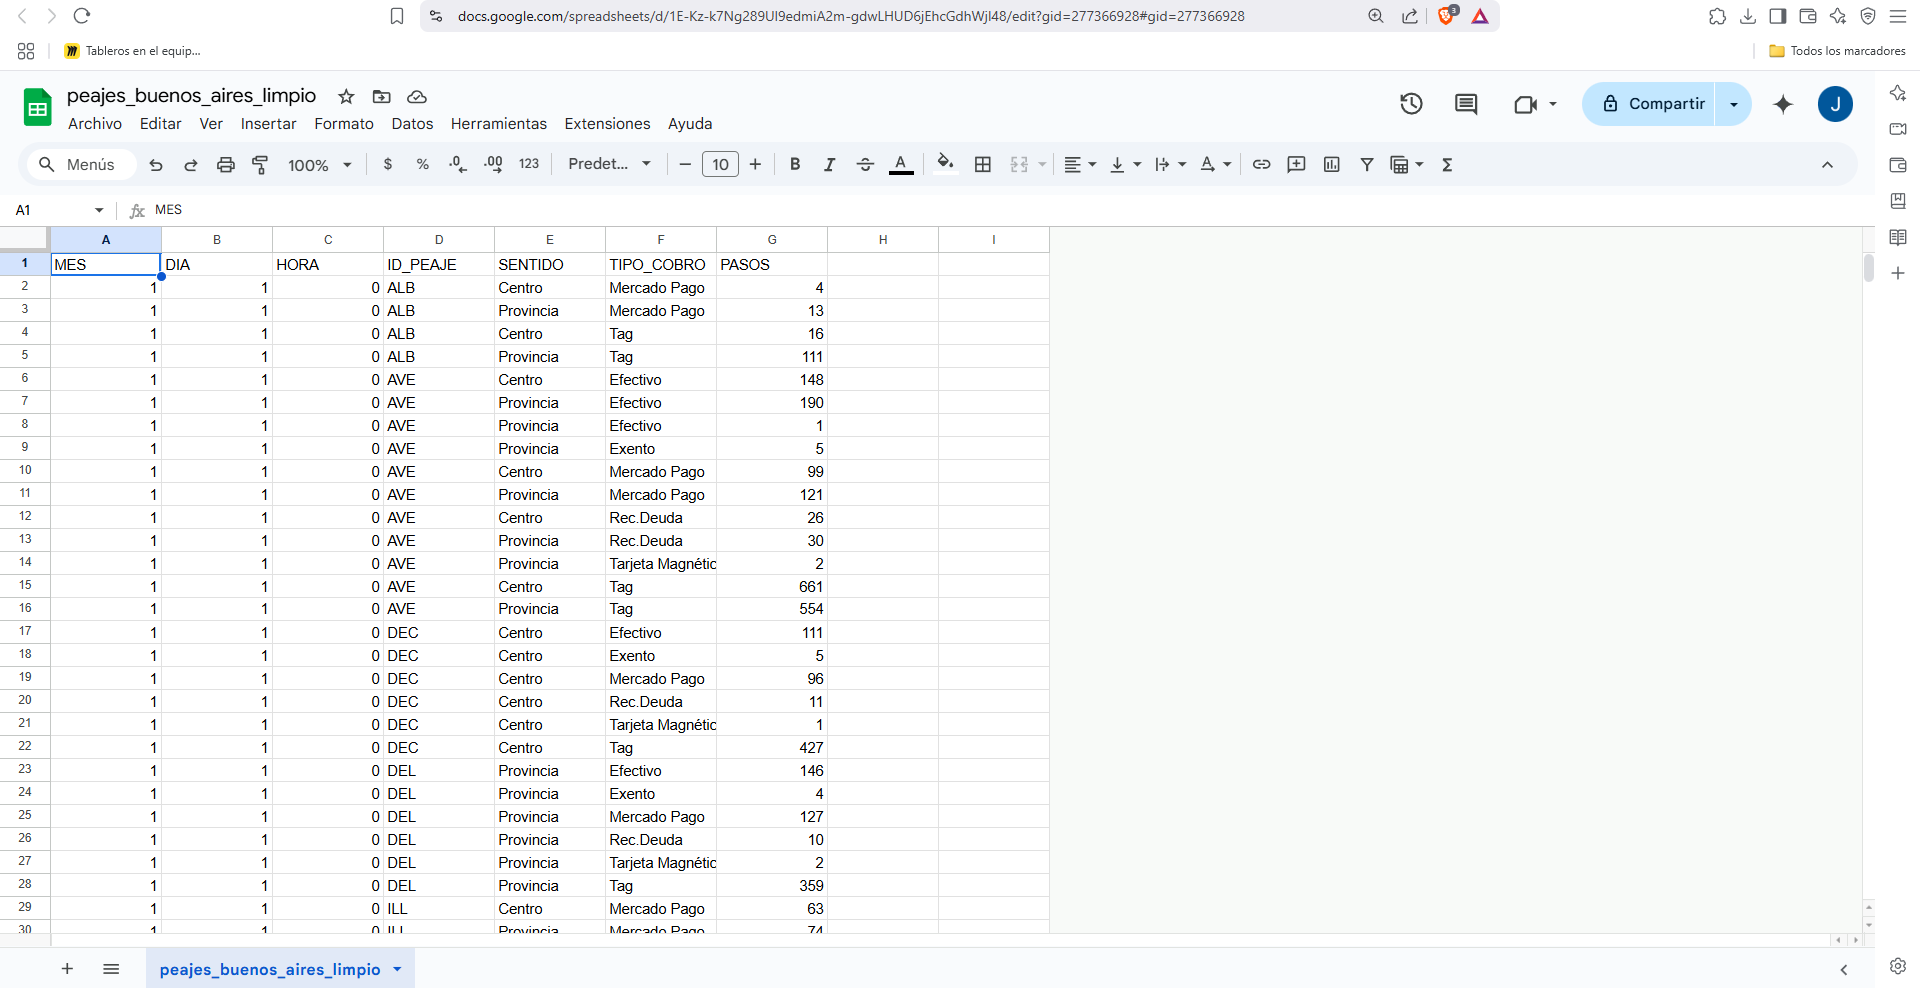 docs.google.com/spreadsheets/d/1E-Kz-k7Ng289UI9edmiA2m-gdwLHUD6jEhcGdhWjI48/edit?gid=277366928#gid=277366928
3
Tableros en el equip...
Todos los marcadores
peajes_buenos_aires_limpio
Archivo Editar Ver Insertar Formato Datos Herramientas Extensiones Ayuda
Compartir
J
Menús 100% $ % .0 .00 123 Predet... 10 B I A Σ
A1 fx MES
A B C D E F G H I
1 MES DIA HORA ID_PEAJE SENTIDO TIPO_COBRO PASOS
2 1 1 0 ALB Centro Mercado Pago 4
3 1 1 0 ALB Provincia Mercado Pago 13
4 1 1 0 ALB Centro Tag 16
5 1 1 0 ALB Provincia Tag 111
6 1 1 0 AVE Centro Efectivo 148
7 1 1 0 AVE Provincia Efectivo 190
8 1 1 0 AVE Provincia Efectivo 1
9 1 1 0 AVE Provincia Exento 5
10 1 1 0 AVE Centro Mercado Pago 99
11 1 1 0 AVE Provincia Mercado Pago 121
12 1 1 0 AVE Centro Rec.Deuda 26
13 1 1 0 AVE Provincia Rec.Deuda 30
14 1 1 0 AVE Provincia Tarjeta Magnétic 2
15 1 1 0 AVE Centro Tag 661
16 1 1 0 AVE Provincia Tag 554
17 1 1 0 DEC Centro Efectivo 111
18 1 1 0 DEC Centro Exento 5
19 1 1 0 DEC Centro Mercado Pago 96
20 1 1 0 DEC Centro Rec.Deuda 11
21 1 1 0 DEC Centro Tarjeta Magnétic 1
22 1 1 0 DEC Centro Tag 427
23 1 1 0 DEL Provincia Efectivo 146
24 1 1 0 DEL Provincia Exento 4
25 1 1 0 DEL Provincia Mercado Pago 127
26 1 1 0 DEL Provincia Rec.Deuda 10
27 1 1 0 DEL Provincia Tarjeta Magnétic 2
28 1 1 0 DEL Provincia Tag 359
29 1 1 0 ILL Centro Mercado Pago 63
30 1 1 0 ILL Provincia Mercado Pago 74
peajes_buenos_aires_limpio